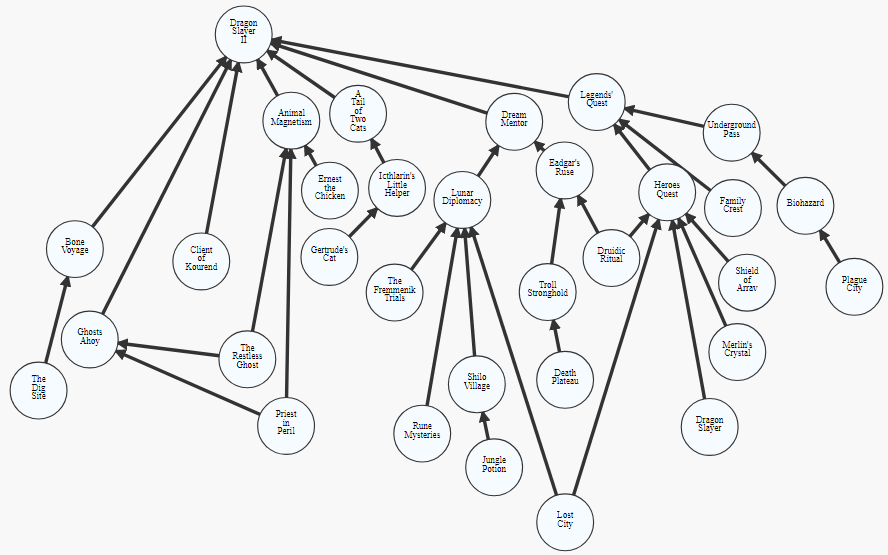 Dragon
Slayer
II
Legends'
Quest
A
Tail
of
Two
Cats
Animal
Magnetism
Dream
Mentor
Underground
Pass
Eadgar's
Ruse
Ernest
the
Chicken
Icthlarin's
Little
Helper
Lunar
Diplomacy
Heroes
Quest
Family
Crest
Biohazard
Bone
Voyage
Client
of
Kourend
Gertrude's
Cat
Druidic
Ritual
The
Fremmenik
Trials
Troll
Stronghold
Shield
of
Arrav
Plague
City
Ghosts
Ahoy
The
Restless
Ghost
Merlin's
Crystal
The
Dig
Site
Shilo
Village
Death
Plateau
Priest
in
Peril
Rune
Mysteries
Dragon
Slayer
Jungle
Potion
Lost
City